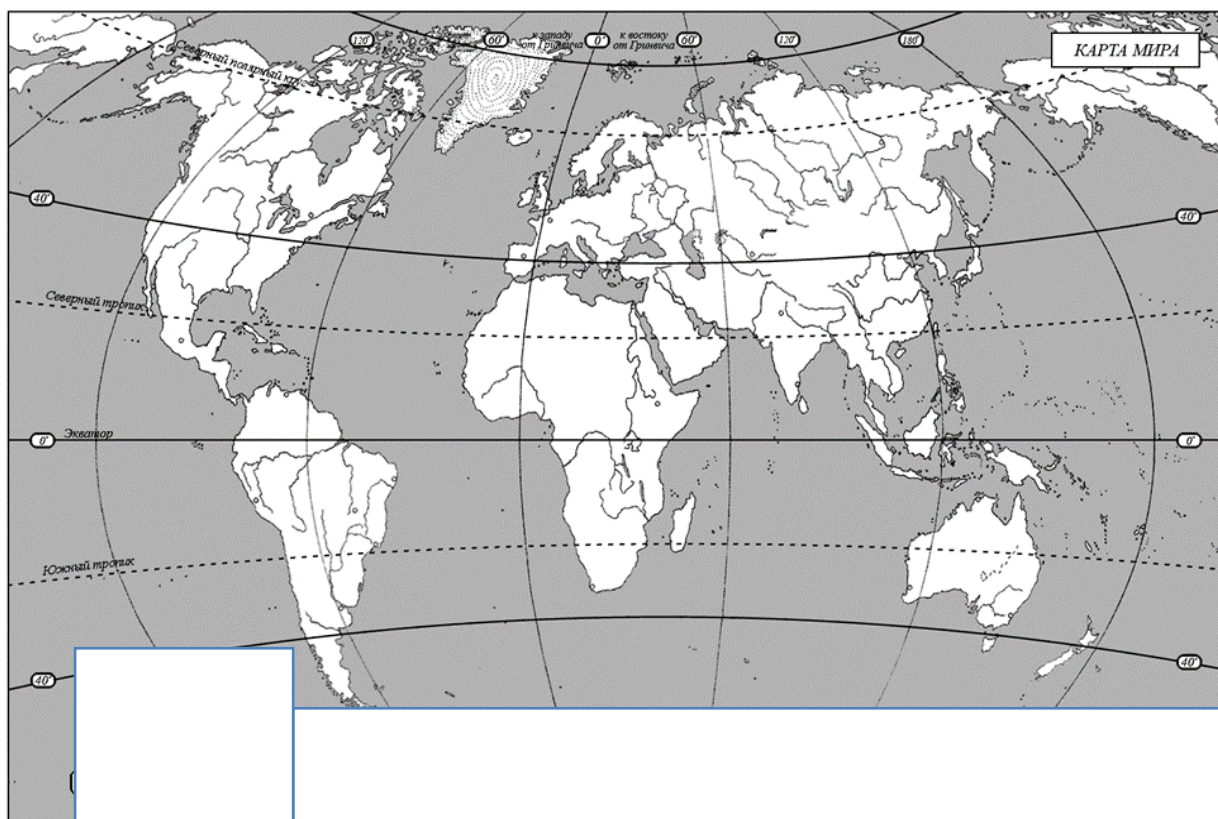 120°
60°
к западу
от Гринвича
0°
к востоку
от Гринвича
60°
120°
180°
КАРТА МИРА
Северный полярный круг
40°
40°
Северный тропик
Экватор
0°
0°
Южный тропик
40°
40°